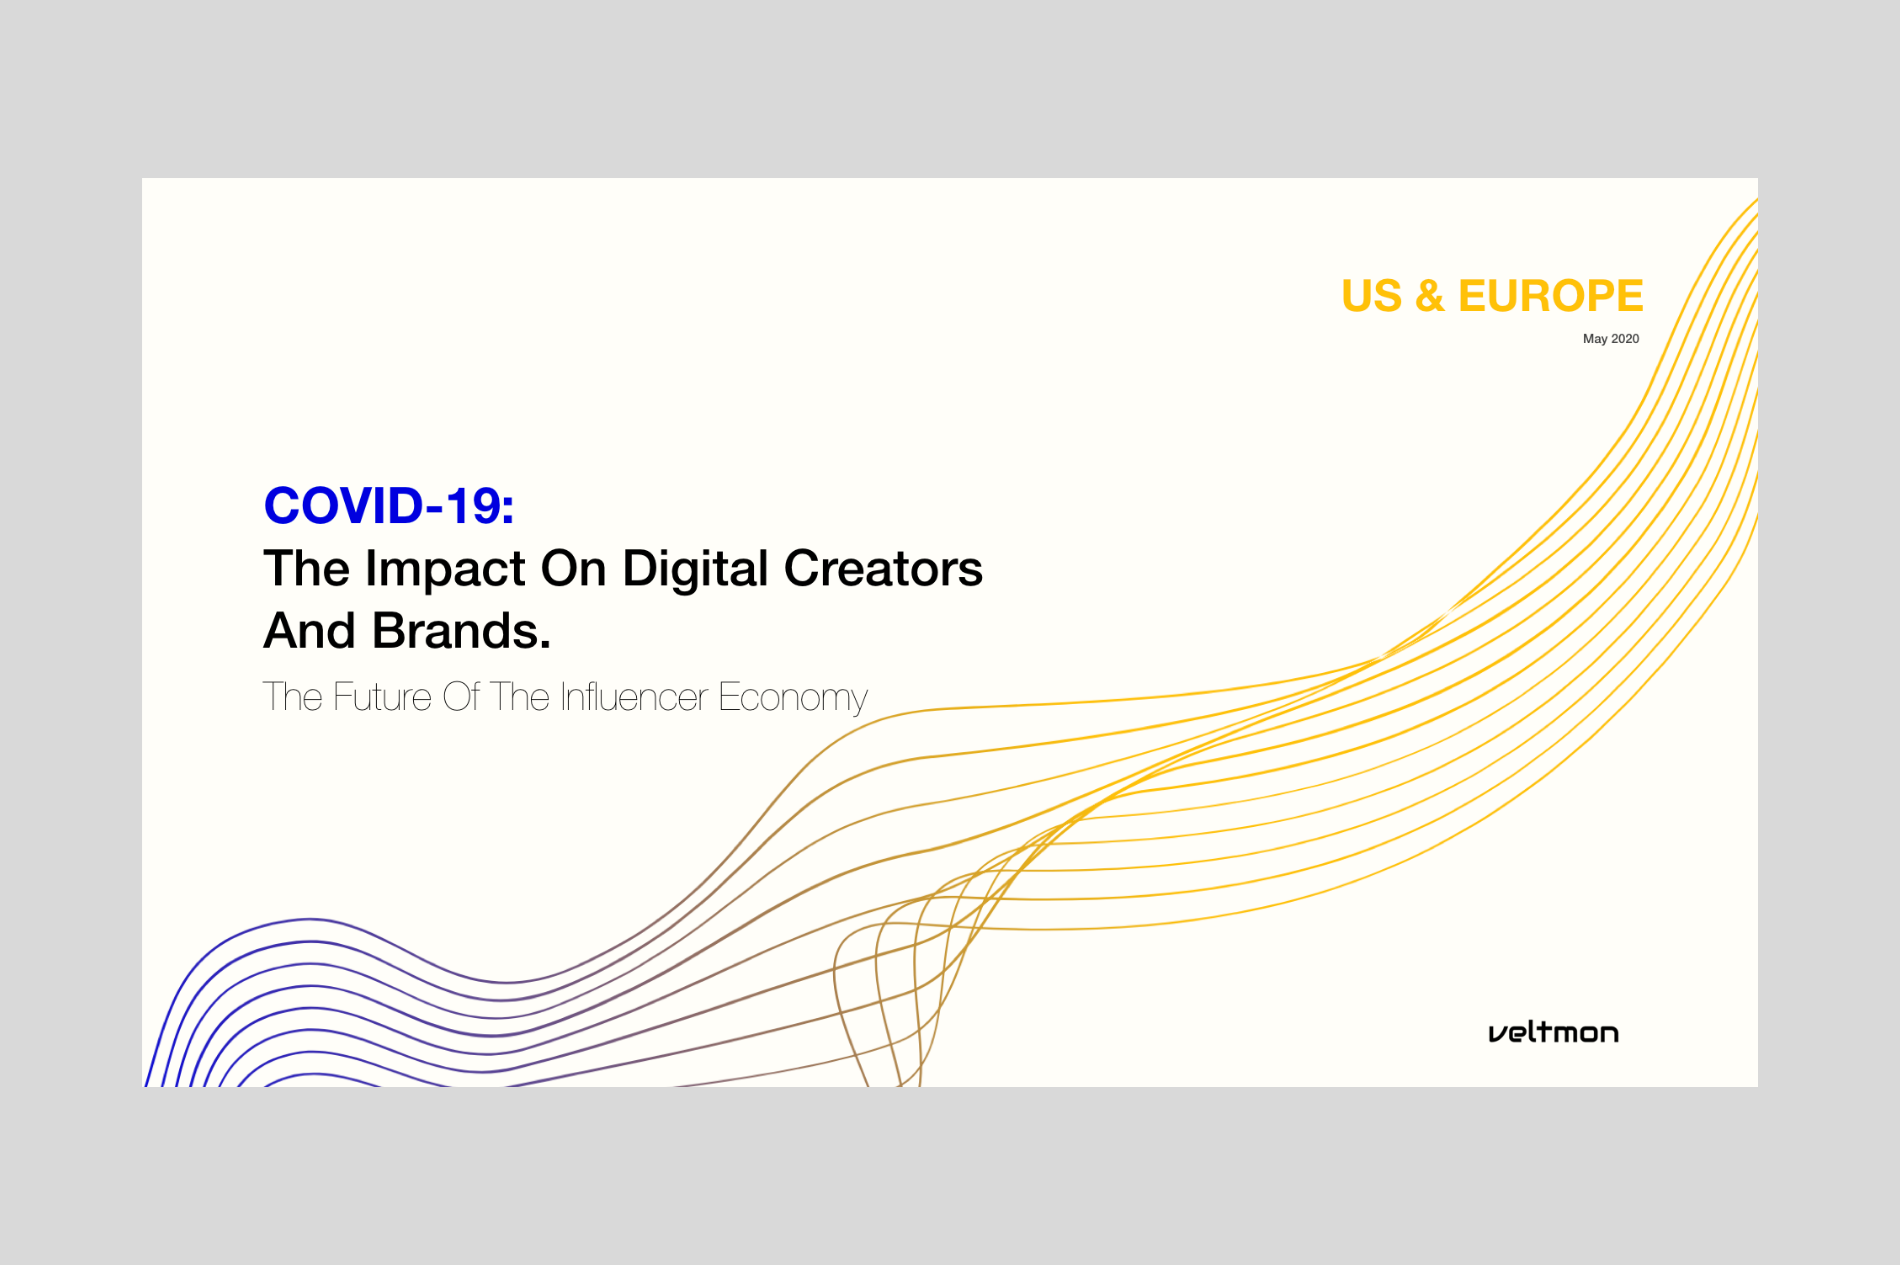 US & EUROPE
May 2020
COVID-19:
The Impact On Digital Creators
And Brands.
The Future Of The Influencer Economy
veltmon